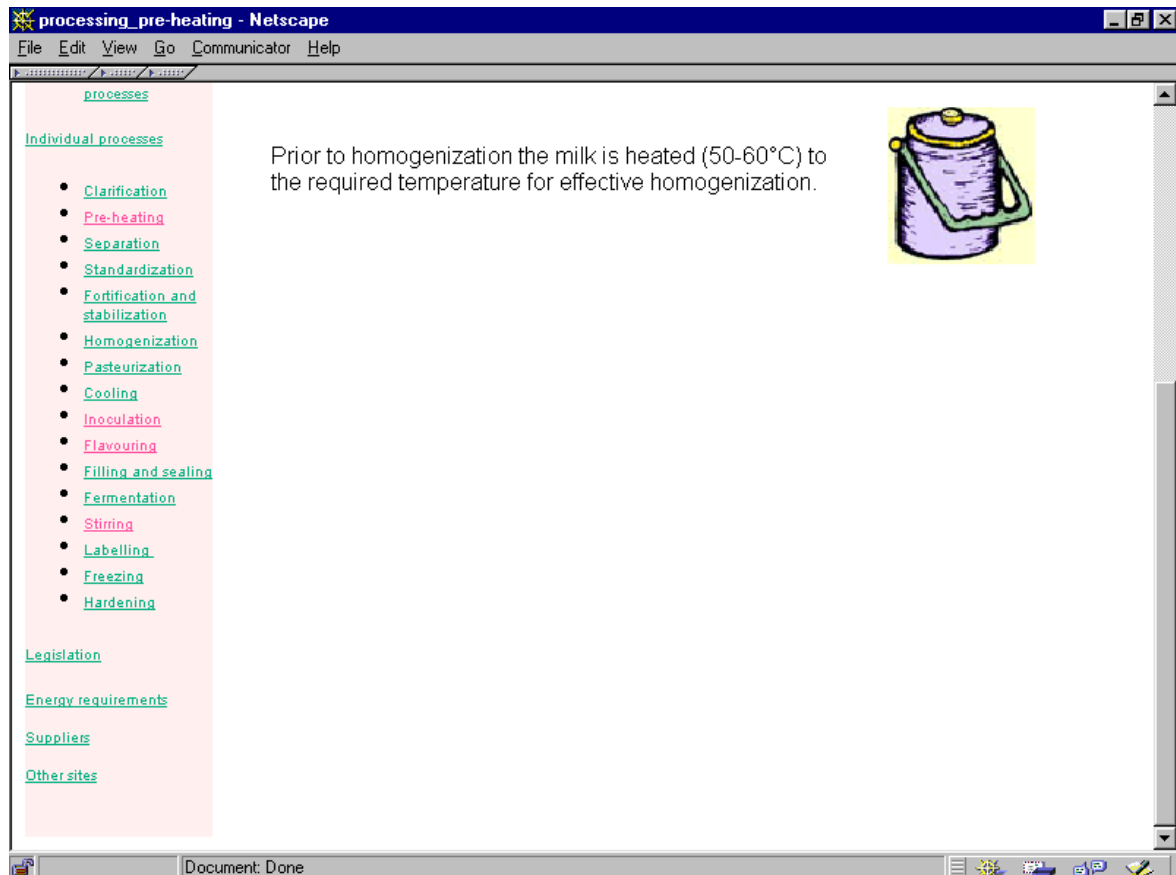 processing_pre-heating - Netscape
File Edit View Go Communicator Help
processes
Individual processes
Prior to homogenization the milk is heated (50-60°C) to
the required temperature for effective homogenization.
Clarification
Pre-heating
Separation
Standardization
Fortification and
stabilization
Homogenization
Pasteurization
Cooling
Inoculation
Flavouring
Filling and sealing
Fermentation
Stirring
Labelling
Freezing
Hardening
Legislation
Energy requirements
Suppliers
Other sites
Document: Done